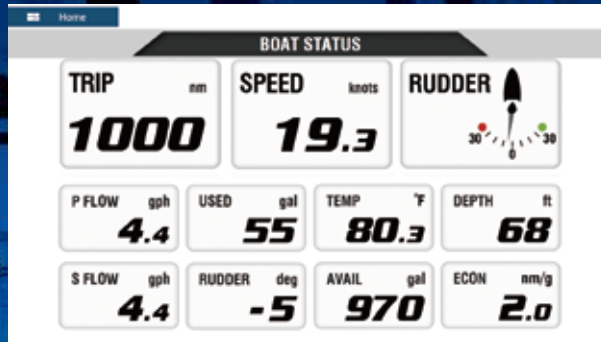 Home
BOAT STATUS
TRIP nm SPEED knots RUDDER
1000 19.3 30 0 30
P FLOW gph USED gal TEMP °F DEPTH ft
4.4 55 80.3 68
S FLOW gph RUDDER deg AVAIL gal ECON nm/g
4.4 -5 970 2.0